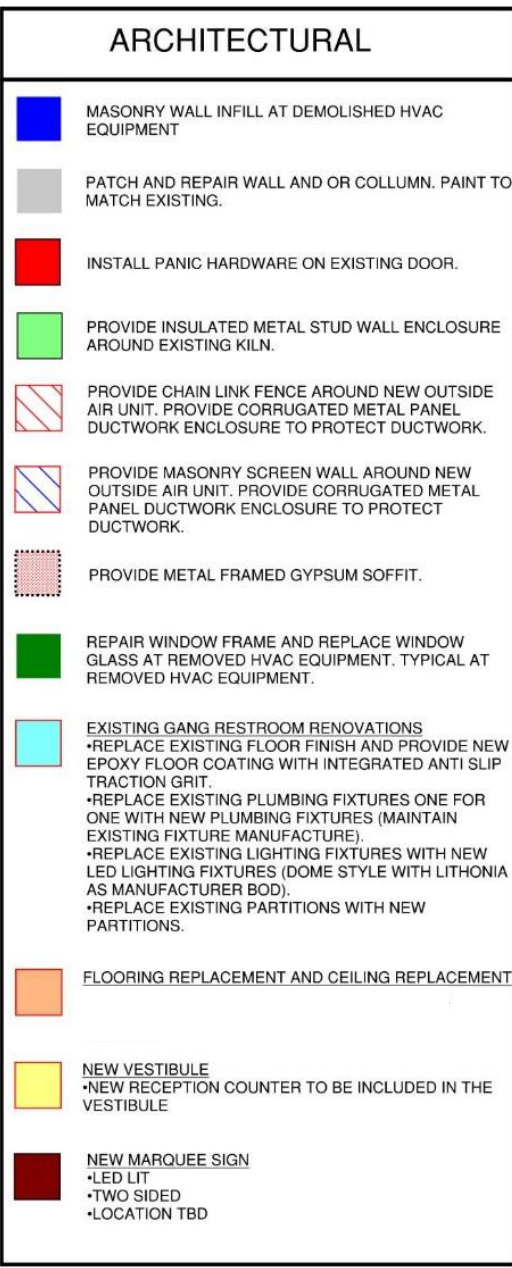 ARCHITECTURAL
MASONRY WALL INFILL AT DEMOLISHED HVAC
EQUIPMENT
PATCH AND REPAIR WALL AND OR COLLUMN. PAINT TO
MATCH EXISTING.
INSTALL PANIC HARDWARE ON EXISTING DOOR.
PROVIDE INSULATED METAL STUD WALL ENCLOSURE
AROUND EXISTING KILN.
PROVIDE CHAIN LINK FENCE AROUND NEW OUTSIDE
AIR UNIT. PROVIDE CORRUGATED METAL PANEL
DUCTWORK ENCLOSURE TO PROTECT DUCTWORK.
PROVIDE MASONRY SCREEN WALL AROUND NEW
OUTSIDE AIR UNIT. PROVIDE CORRUGATED METAL
PANEL DUCTWORK ENCLOSURE TO PROTECT
DUCTWORK.
PROVIDE METAL FRAMED GYPSUM SOFFIT.
REPAIR WINDOW FRAME AND REPLACE WINDOW
GLASS AT REMOVED HVAC EQUIPMENT. TYPICAL AT
REMOVED HVAC EQUIPMENT.
EXISTING GANG RESTROOM RENOVATIONS
•REPLACE EXISTING FLOOR FINISH AND PROVIDE NEW
EPOXY FLOOR COATING WITH INTEGRATED ANTI SLIP
TRACTION GRIT.
•REPLACE EXISTING PLUMBING FIXTURES ONE FOR
ONE WITH NEW PLUMBING FIXTURES (MAINTAIN
EXISTING FIXTURE MANUFACTURE).
•REPLACE EXISTING LIGHTING FIXTURES WITH NEW
LED LIGHTING FIXTURES (DOME STYLE WITH LITHONIA
AS MANUFACTURER BOD).
•REPLACE EXISTING PARTITIONS WITH NEW
PARTITIONS.
FLOORING REPLACEMENT AND CEILING REPLACEMENT
NEW VESTIBULE
•NEW RECEPTION COUNTER TO BE INCLUDED IN THE
VESTIBULE
NEW MARQUEE SIGN
•LED LIT
•TWO SIDED
•LOCATION TBD